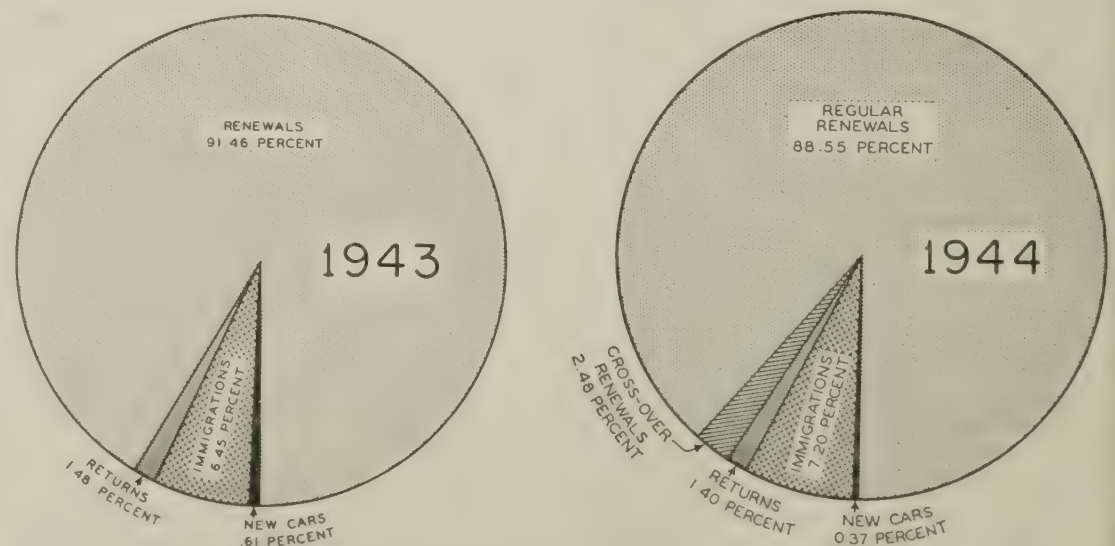 RENEWALS
91.46 PERCENT
1943
IMMIGRATIONS
6.45 PERCENT
RETURNS
1.48 PERCENT
NEW CARS
.61 PERCENT
REGULAR
RENEWALS
88.55 PERCENT
1944
CROSS-OVER
RENEWALS
2.48 PERCENT
IMMIGRATIONS
7.20 PERCENT
RETURNS
1.40 PERCENT
NEW CARS
0.37 PERCENT